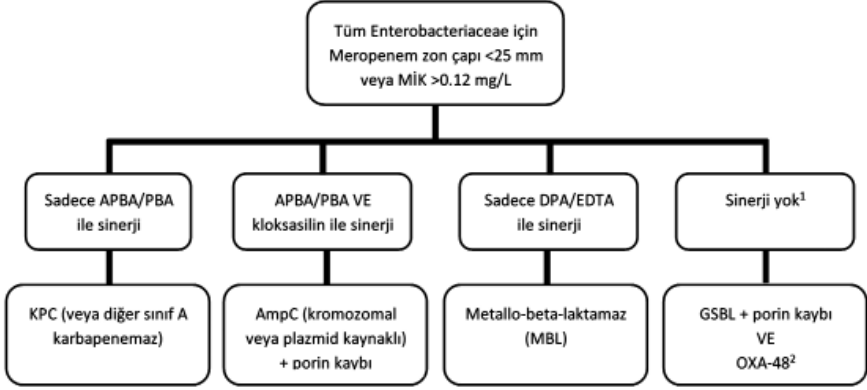 Tüm Enterobacteriaceae için
Meropenem zon çapı <25 mm
veya MİK >0.12 mg/L
Sadece APBA/PBA
ile sinerji
APBA/PBA VE
kloksasilin ile sinerji
Sadece DPA/EDTA
ile sinerji
Sinerji yok¹
KPC (veya diğer sınıf A
karbapenemaz)
AmpC (kromozomal
veya plazmid kaynaklı)
+ porin kaybı
Metallo-beta-laktamaz
(MBL)
GSBL + porin kaybı
VE
OXA-48²